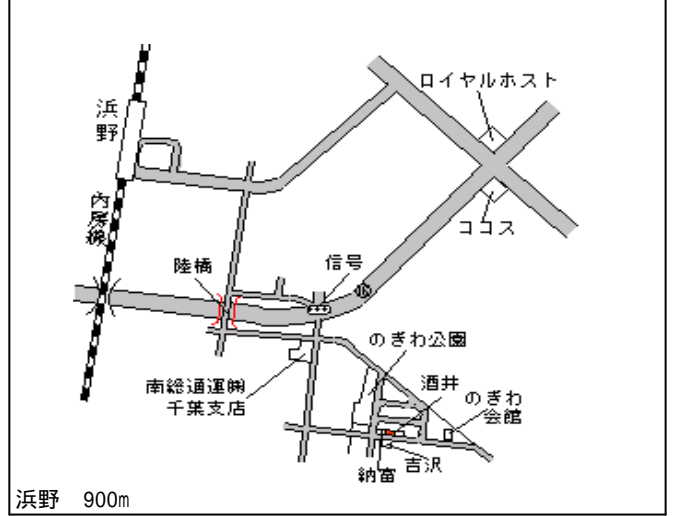 ロイヤルホスト
浜野
内房線
ココス
信号
陸橋
のぎわ公園
南総通運㈱
千葉支店
酒井
のぎわ
会館
吉沢
納富
浜野 900m